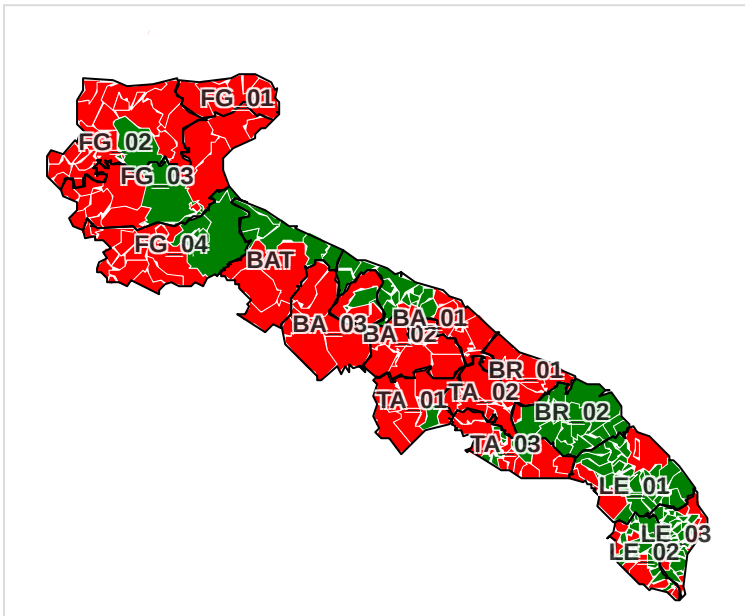 FG_01
FG_02
FG_03
FG_04
BAT
BA_03
BA_01
BA_02
BR_01
TA_01
TA_02
BR_02
TA_03
LE_01
LE_03
LE_02